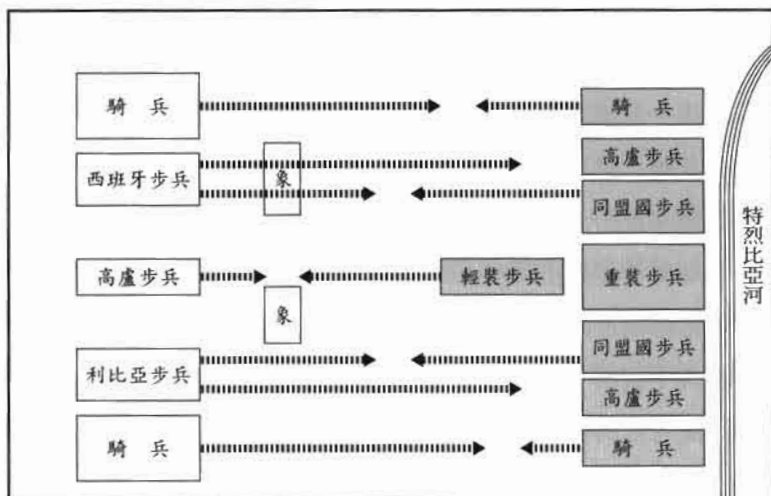 騎 兵
騎 兵
西班牙步兵
象
高盧步兵
同盟國步兵
高盧步兵
輕裝步兵
重裝步兵
象
利比亞步兵
同盟國步兵
高盧步兵
騎 兵
騎 兵
特烈比亞河